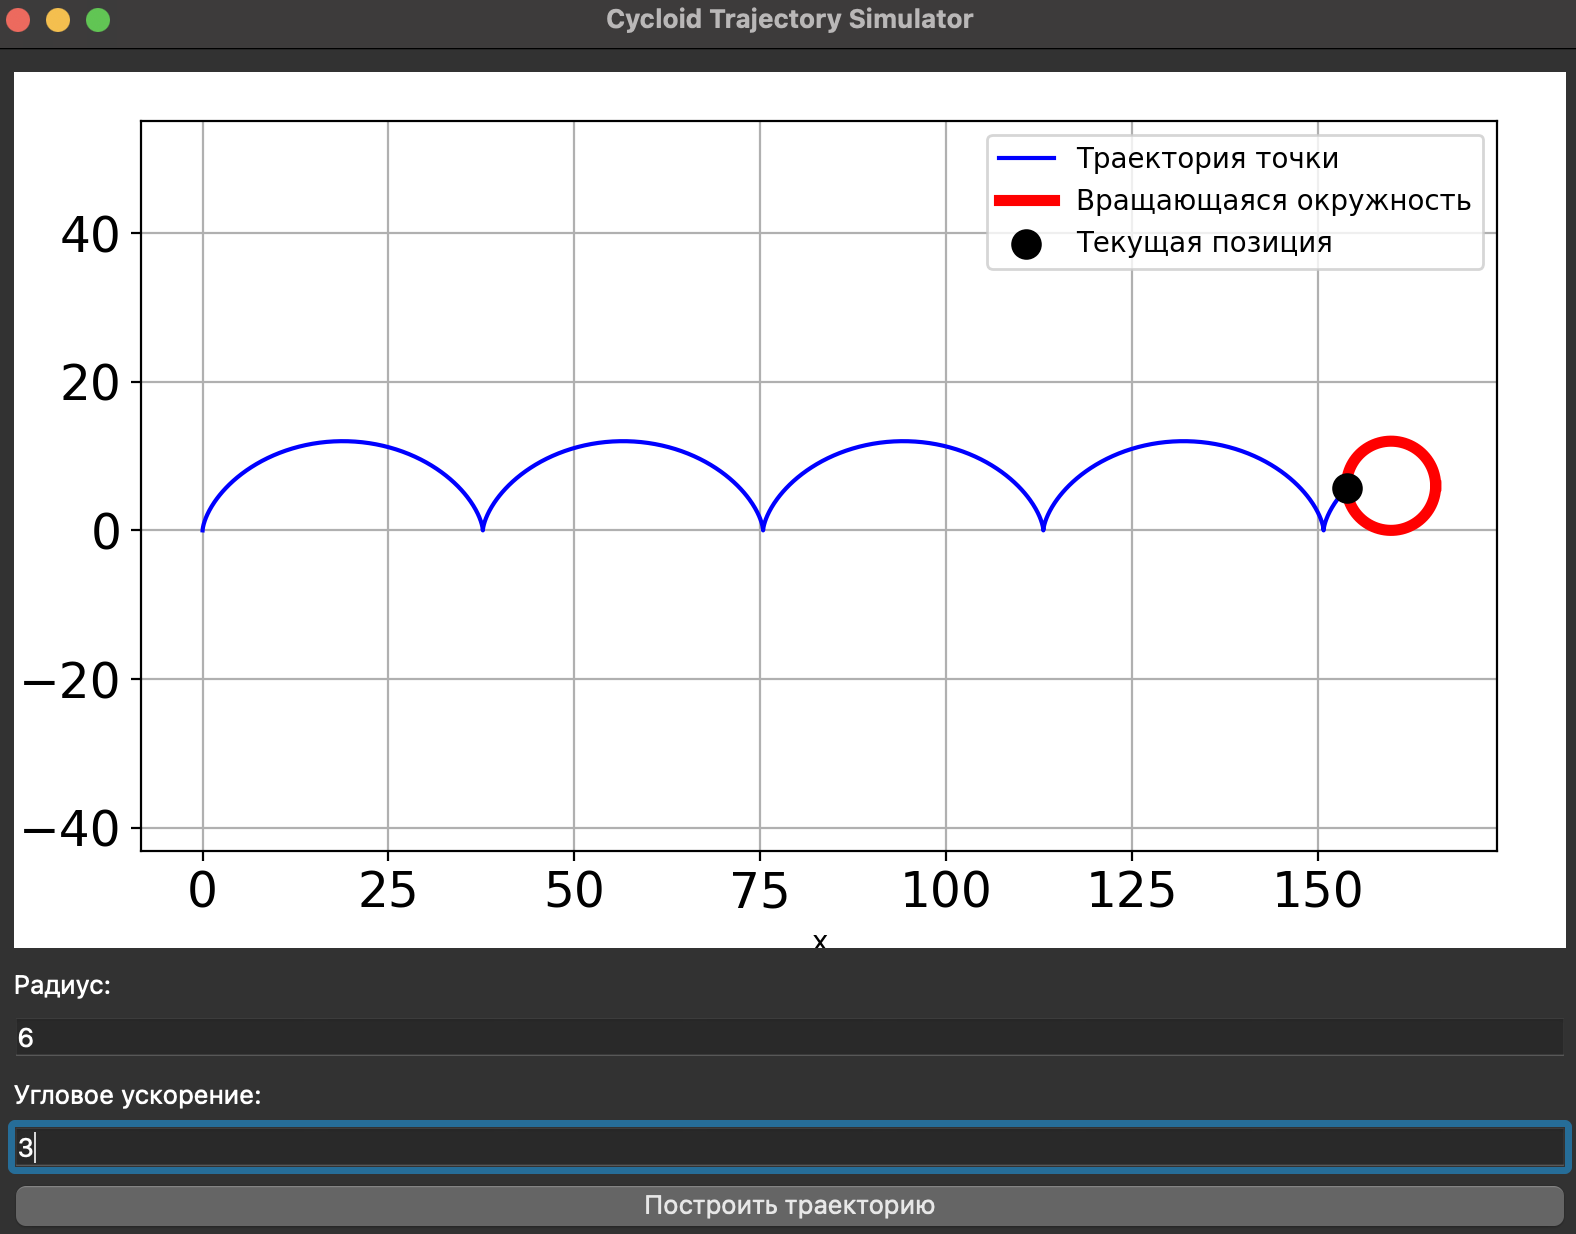 Cycloid Trajectory Simulator
Траектория точки
Вращающаяся окружность
Текущая позиция
40
20
0
−20
−40
0 25 50 75 100 125 150
x
Радиус:
6
Угловое ускорение:
3
Построить траекторию